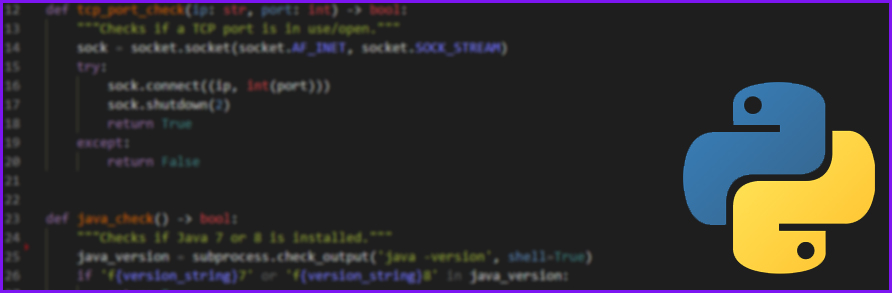 12 def tcp_port_check(ip: str, port: int) -> bool:
13 """Checks if a TCP port is in use/open."""
14 sock = socket.socket(socket.AF_INET, socket.SOCK_STREAM)
15 try:
16 sock.connect((ip, int(port)))
17 sock.shutdown(2)
18 return True
19 except:
20 return False
21
22
23 def java_check() -> bool:
24 """Checks if Java 7 or 8 is installed."""
25 java_version = subprocess.check_output('java -version', shell=True)
26 if 'f{version_string}7' or 'f{version_string}8' in java_version: